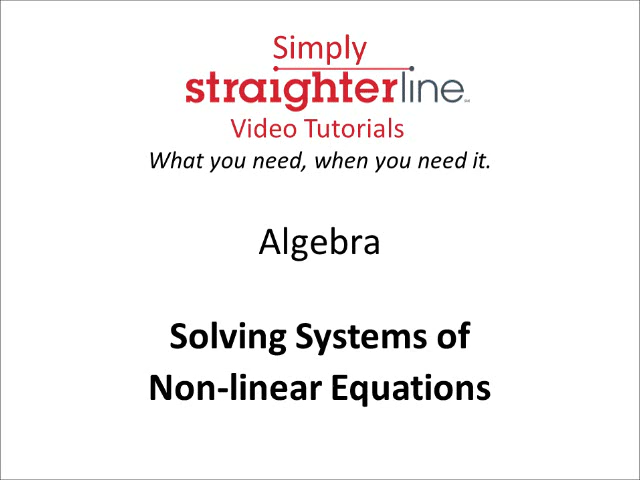 Simply
straighterline
Video Tutorials
What you need, when you need it.
Algebra
Solving Systems of
Non-linear Equations